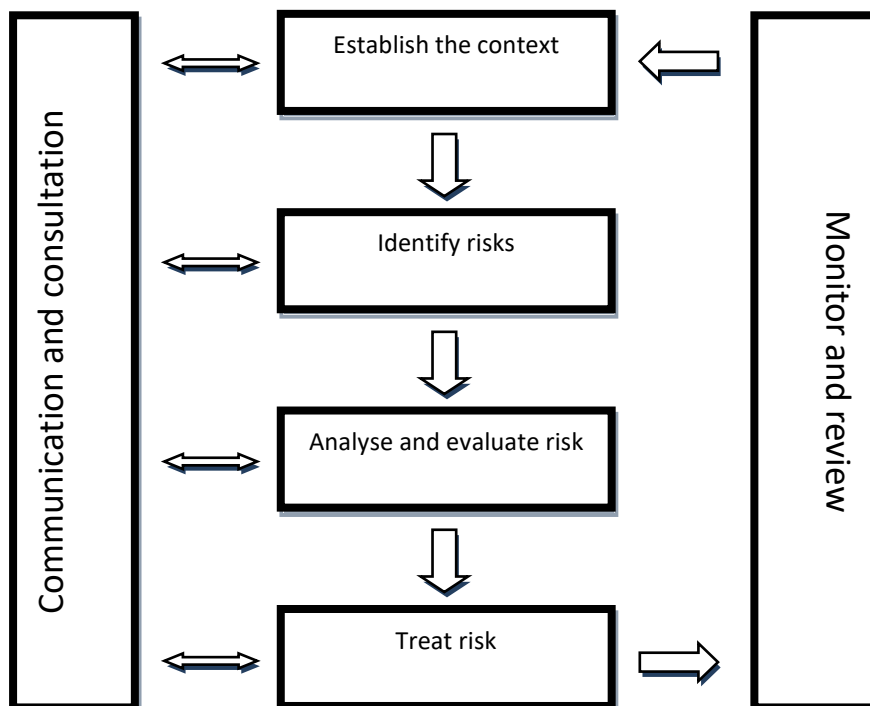 Communication and consultation
Establish the context
Identify risks
Analyse and evaluate risk
Treat risk
Monitor and review